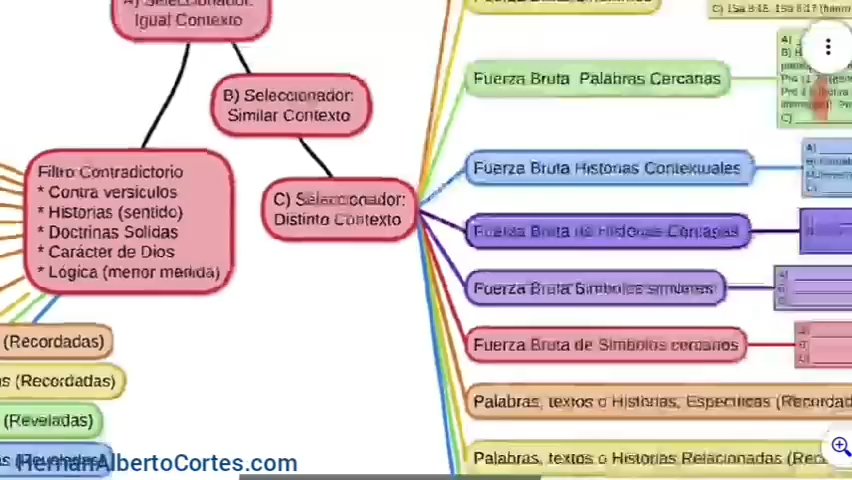 A) Seleccionador:
Igual Contexto
B) Seleccionador:
Similar Contexto
C) Seleccionador:
Distinto Contexto
Filtro Contradictorio
* Contra versículos
* Historias (sentido)
* Doctrinas Solidas
* Carácter de Dios
* Lógica (menor medida)
(Recordadas)
(Recordadas)
(Reveladas)
Fuerza Bruta Palabras Cercanas
Fuerza Bruta Historias Contextuales
Fuerza Bruta de Historias Cercanas
Fuerza Bruta Simbolos similares
Fuerza Bruta de Simbolos cercanos
Palabras, textos o Historias, Especificas
Palabras, textos o Historias Relacionadas
HernanAlbertoCortes.com